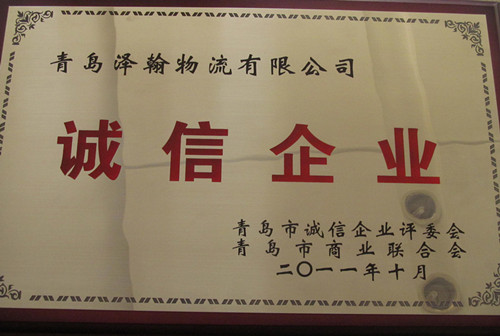 青岛泽翰物流有限公司
诚信企业
青岛市诚信企业评委会
青岛市商业联合会
二〇一一年十月